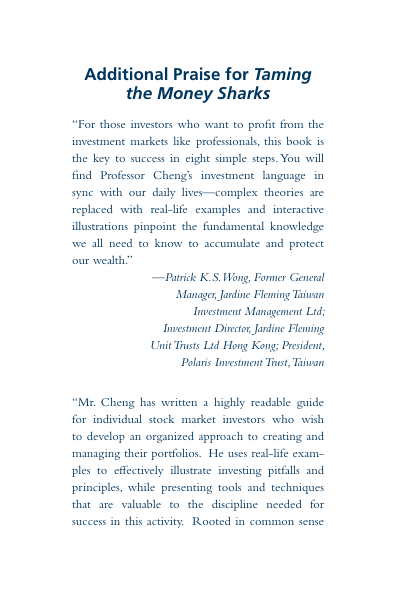 Additional Praise for Taming
the Money Sharks
“For those investors who want to profit from the
investment markets like professionals, this book is
the key to success in eight simple steps. You will
find Professor Cheng’s investment language in
sync with our daily lives—complex theories are
replaced with real-life examples and interactive
illustrations pinpoint the fundamental knowledge
we all need to know to accumulate and protect
our wealth.”
—Patrick K.S. Wong, Former General
Manager, Jardine Fleming Taiwan
Investment Management Ltd;
Investment Director, Jardine Fleming
Unit Trusts Ltd Hong Kong; President,
Polaris Investment Trust, Taiwan
“Mr. Cheng has written a highly readable guide
for individual stock market investors who wish
to develop an organized approach to creating and
managing their portfolios. He uses real-life exam-
ples to effectively illustrate investing pitfalls and
principles, while presenting tools and techniques
that are valuable to the discipline needed for
success in this activity. Rooted in common sense